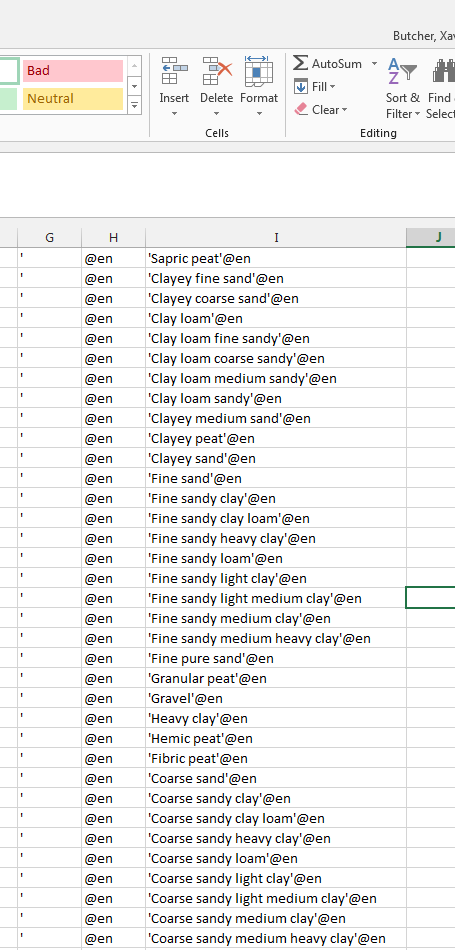 Butcher, Xav
Bad
Neutral
Insert
Delete
Format
AutoSum
Fill
Clear
Sort &
Filter
Find
Select
Cells
Editing
G H I J
' @en 'Sapric peat'@en
' @en 'Clayey fine sand'@en
' @en 'Clayey coarse sand'@en
' @en 'Clay loam'@en
' @en 'Clay loam fine sandy'@en
' @en 'Clay loam coarse sandy'@en
' @en 'Clay loam medium sandy'@en
' @en 'Clay loam sandy'@en
' @en 'Clayey medium sand'@en
' @en 'Clayey peat'@en
' @en 'Clayey sand'@en
' @en 'Fine sand'@en
' @en 'Fine sandy clay'@en
' @en 'Fine sandy clay loam'@en
' @en 'Fine sandy heavy clay'@en
' @en 'Fine sandy loam'@en
' @en 'Fine sandy light clay'@en
' @en 'Fine sandy light medium clay'@en
' @en 'Fine sandy medium clay'@en
' @en 'Fine sandy medium heavy clay'@en
' @en 'Fine pure sand'@en
' @en 'Granular peat'@en
' @en 'Gravel'@en
' @en 'Heavy clay'@en
' @en 'Hemic peat'@en
' @en 'Fibric peat'@en
' @en 'Coarse sand'@en
' @en 'Coarse sandy clay'@en
' @en 'Coarse sandy clay loam'@en
' @en 'Coarse sandy heavy clay'@en
' @en 'Coarse sandy loam'@en
' @en 'Coarse sandy light clay'@en
' @en 'Coarse sandy light medium clay'@en
' @en 'Coarse sandy medium clay'@en
' @en 'Coarse sandy medium heavy clay'@en